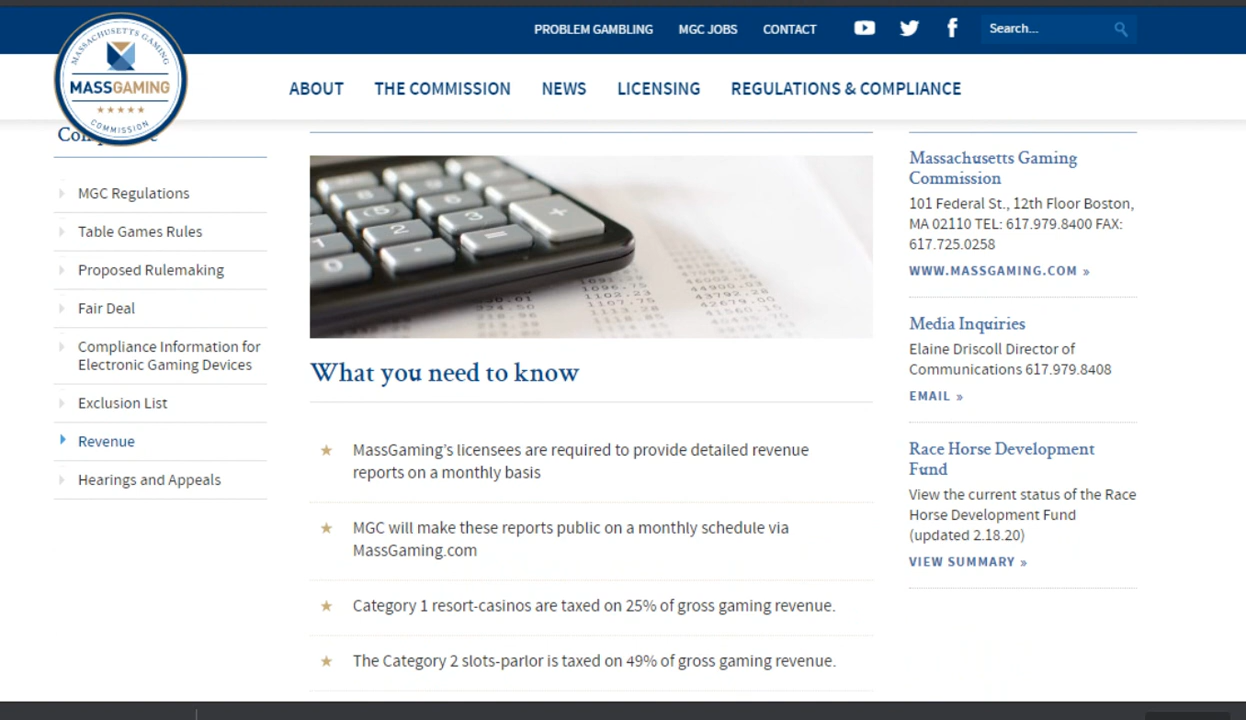 PROBLEM GAMBLING MGC JOBS CONTACT Search...
MASSACHUSETTS GAMING
MASSGAMING
COMMISSION
ABOUT THE COMMISSION NEWS LICENSING REGULATIONS & COMPLIANCE
MGC Regulations
Table Games Rules
Proposed Rulemaking
Fair Deal
Compliance Information for
Electronic Gaming Devices
Exclusion List
Revenue
Hearings and Appeals
What you need to know
MassGaming's licensees are required to provide detailed revenue
reports on a monthly basis
MGC will make these reports public on a monthly schedule via
MassGaming.com
Category 1 resort-casinos are taxed on 25% of gross gaming revenue.
The Category 2 slots-parlor is taxed on 49% of gross gaming revenue.
Massachusetts Gaming
Commission
101 Federal St., 12th Floor Boston,
MA 02110 TEL: 617.979.8400 FAX:
617.725.0258
WWW.MASSGAMING.COM »
Media Inquiries
Elaine Driscoll Director of
Communications 617.979.8408
EMAIL »
Race Horse Development
Fund
View the current status of the Race
Horse Development Fund
(updated 2.18.20)
VIEW SUMMARY »